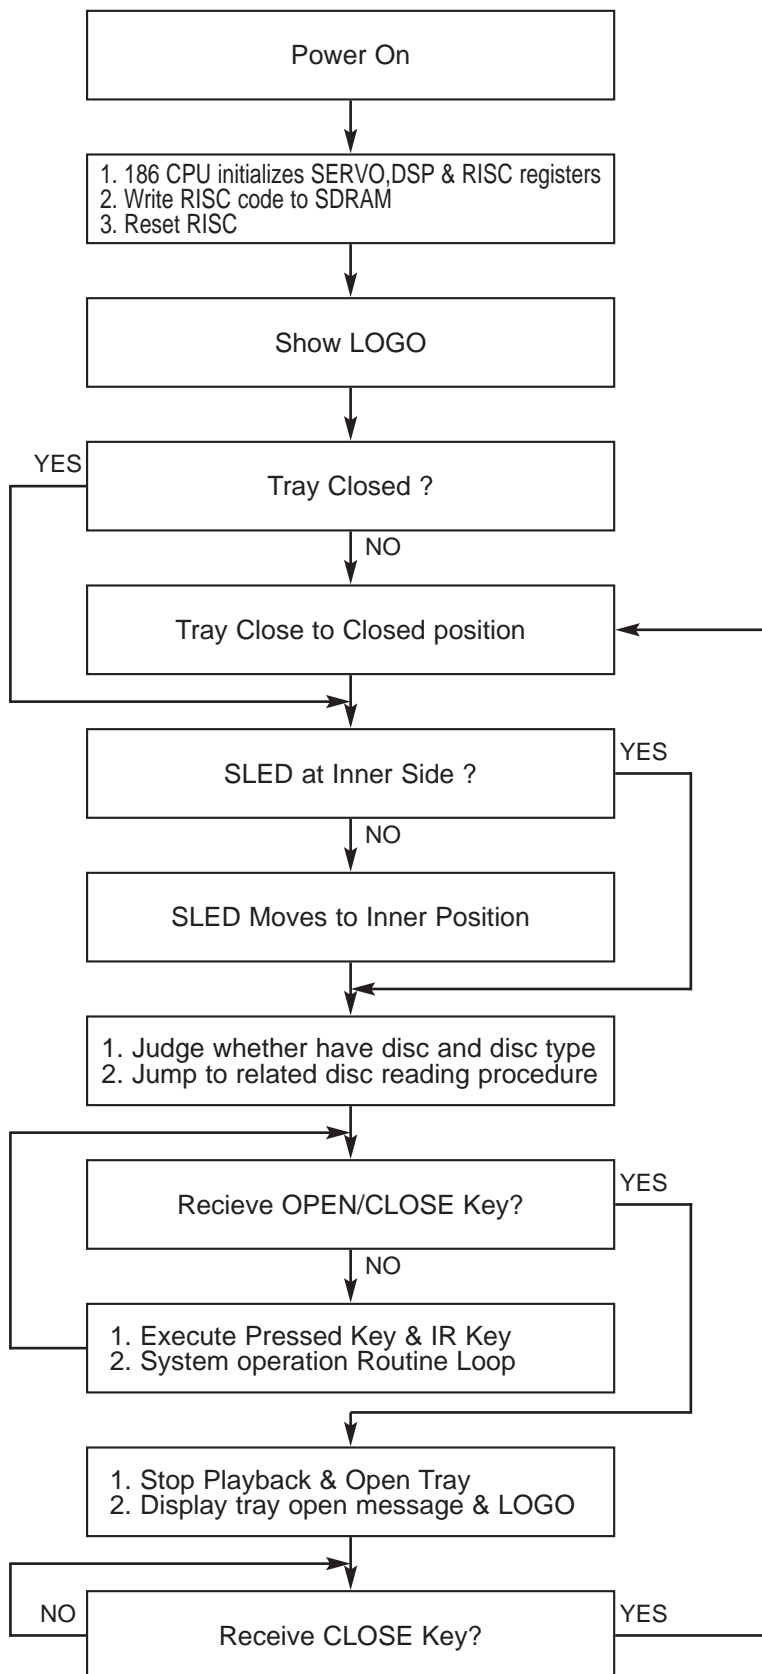 Power On
1. 186 CPU initializes SERVO,DSP & RISC registers
2. Write RISC code to SDRAM
3. Reset RISC
Show LOGO
YES
Tray Closed ?
NO
Tray Close to Closed position
SLED at Inner Side ?
YES
NO
SLED Moves to Inner Position
1. Judge whether have disc and disc type
2. Jump to related disc reading procedure
Recieve OPEN/CLOSE Key?
YES
NO
1. Execute Pressed Key & IR Key
2. System operation Routine Loop
1. Stop Playback & Open Tray
2. Display tray open message & LOGO
NO
Receive CLOSE Key?
YES